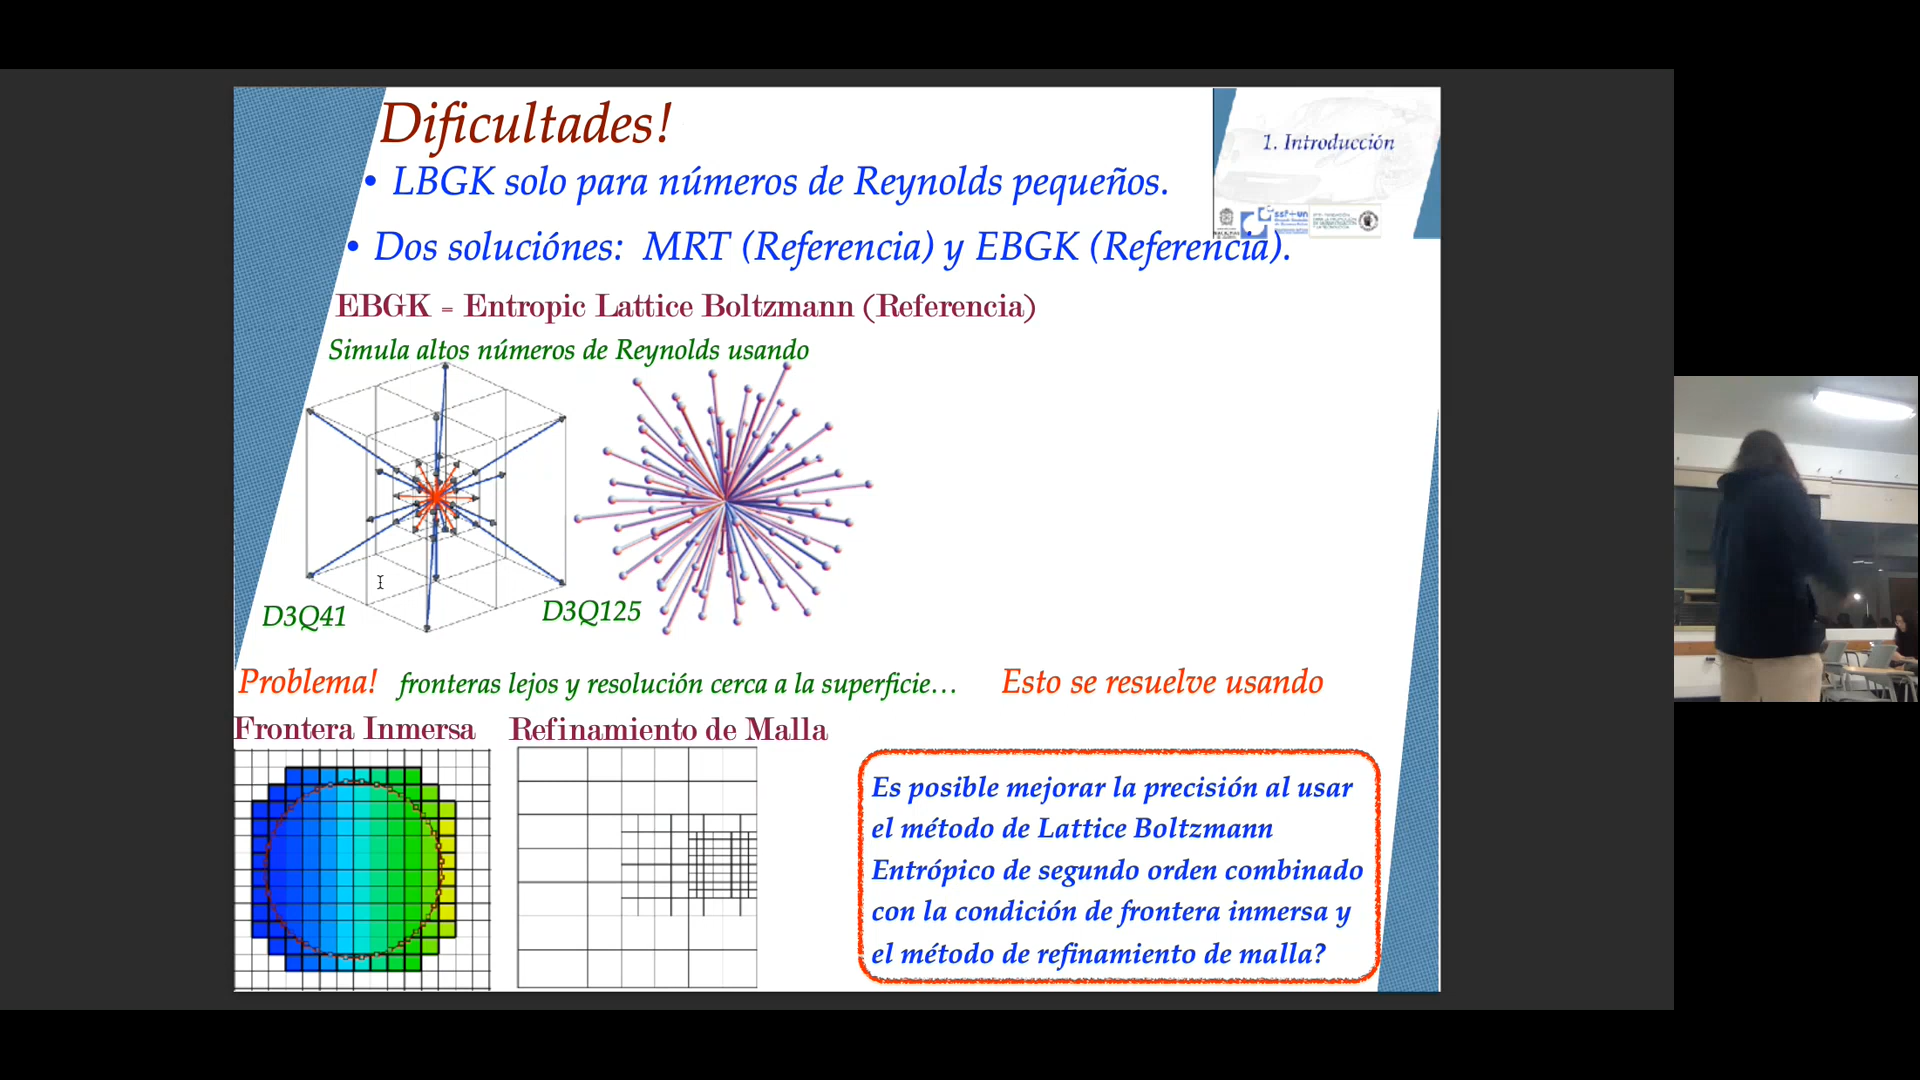 Dificultades!
1. Introducción
• LBGK solo para números de Reynolds pequeños.
• Dos soluciónes: MRT (Referencia) y EBGK (Referencia).
EBGK = Entropic Lattice Boltzmann (Referencia)
Simula altos números de Reynolds usando
D3Q41
D3Q125
Problema! fronteras lejos y resolución cerca a la superficie... Esto se resuelve usando
Frontera Inmersa
Refinamiento de Malla
Es posible mejorar la precisión al usar
el método de Lattice Boltzmann
Entrópico de segundo orden combinado
con la condición de frontera inmersa y
el método de refinamiento de malla?